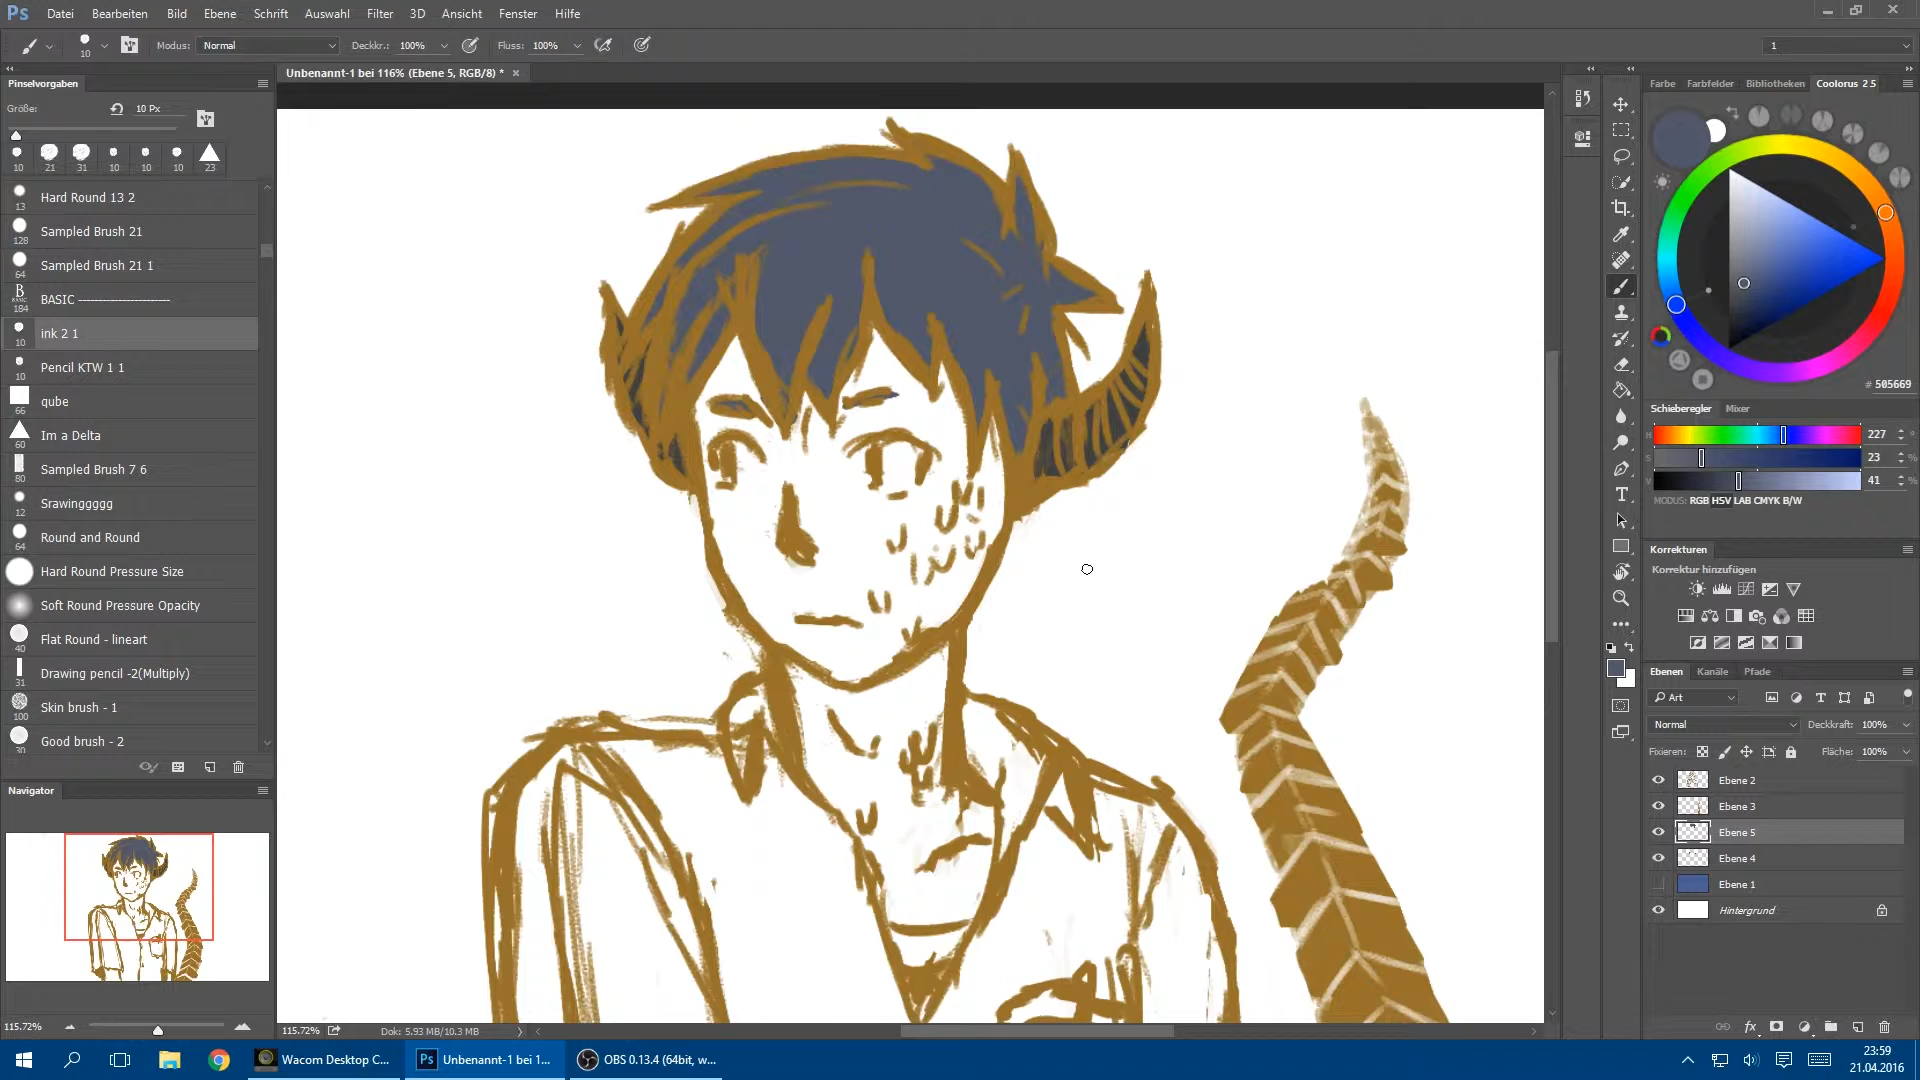 Ps Datei Bearbeiten Bild Ebene Schrift Auswahl Filter 3D Ansicht Fenster Hilfe
10 Modus: Normal Deckkr.: 100% Fluss: 100% 1
Unbenannt-1 bei 116% (Ebene 5, RGB/8) *
Pinselvorgaben
Größe: 10 Px
10 21 31 10 10 10 23
13 Hard Round 13 2
128 Sampled Brush 21
64 Sampled Brush 21 1
B BASIC 184 BASIC -----------------------
10 ink 2 1
10 Pencil KTW 1 1
66 qube
60 Im a Delta
80 Sampled Brush 7 6
12 Srawinggggg
64 Round and Round
Hard Round Pressure Size
Soft Round Pressure Opacity
40 Flat Round - lineart
31 Drawing pencil -2(Multiply)
100 Skin brush - 1
30 Good brush - 2
Navigator
115.72%
115.72% Dok: 5.93 MB/10.3 MB
Farbe Farbfelder Bibliotheken Coolorus 2.5
# 505669
Schieberegler Mixer
H 227 °
S 23 %
V 41 %
MODUS: RGB HSV LAB CMYK B/W
Korrekturen
Korrektur hinzufügen
Ebenen Kanäle Pfade
Art
Normal Deckkraft: 100%
Fixieren: Fläche: 100%
Ebene 2
Ebene 3
Ebene 5
Ebene 4
Ebene 1
Hintergrund
fx
Wacom Desktop C... Ps Unbenannt-1 bei 1... OBS 0.13.4 (64bit, w...
23:59
21.04.2016